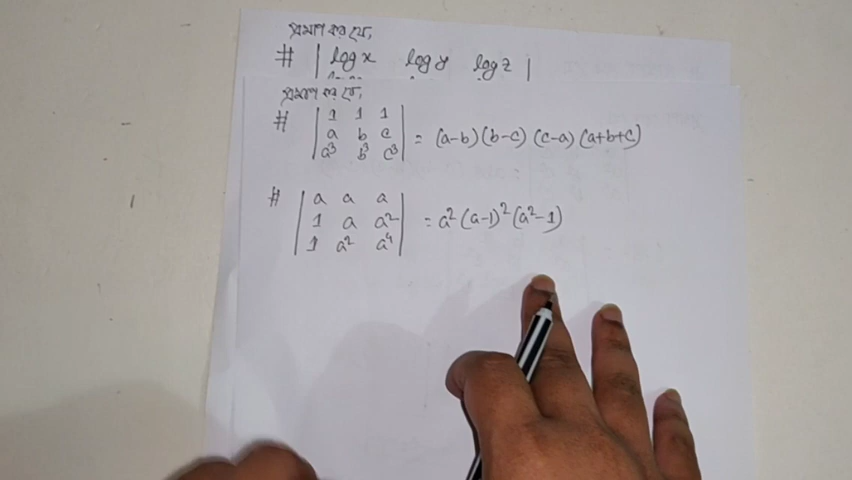 প্রমাণ কর যে,
# | log x log y log z |
প্রমাণ কর যে,
# | 1 1 1 |
| a b c | = (a-b) (b-c) (c-a) (a+b+c)
| a³ b³ c³ |
# | a a a |
| 1 a a² | = a² (a-1)² (a²-1)
| 1 a² a⁴ |